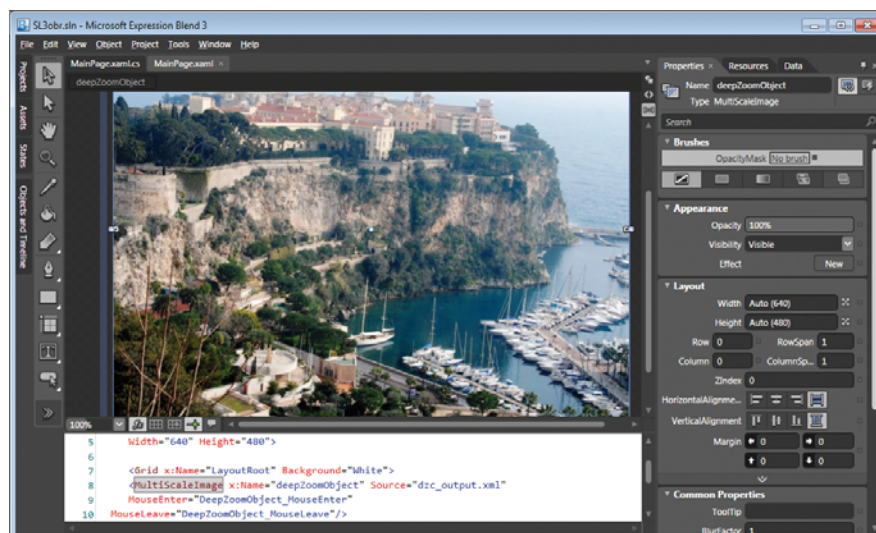 SL3obr.sln - Microsoft Expression Blend 3
File Edit View Object Project Tools Window Help
Projects
Assets
States
Objects and Timeline
MainPage.xaml.cs MainPage.xaml ×
deepZoomObject
100%
5 Width="640" Height="480">
6
7 <Grid x:Name="LayoutRoot" Background="White">
8 <MultiScaleImage x:Name="deepZoomObject" Source="dzc_output.xml"
9 MouseEnter="DeepZoomObject_MouseEnter"
10 MouseLeave="DeepZoomObject_MouseLeave"/>
Properties × Resources Data
Name deepZoomObject
Type MultiScaleImage
Search
Brushes
OpacityMask No brush
Appearance
Opacity 100%
Visibility Visible
Effect New
Layout
Width Auto (640)
Height Auto (480)
Row 0 RowSpan 1
Column 0 ColumnSp... 1
ZIndex 0
HorizontalAlignme...
VerticalAlignment
Margin 0 0
0 0
Common Properties
ToolTip
BlurFactor 1